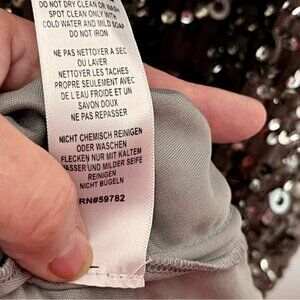 DO NOT DRY CLEAN OR WASH
SPOT CLEAN ONLY WITH
COLD WATER AND MILD SOAP
DO NOT IRON
NE PAS NETTOYER A SEC
OU LAVER
NETTOYER LES TACHES
PROPRE SEULEMENT AVEC
DE L'EAU FROIDE ET UN
SAVON DOUX
NE PAS REPASSER
NICHT CHEMISCH REINIGEN
ODER WASCHEN
FLECKEN NUR MIT KALTEM
WASSER UND MILDER SEIFE
REINIGEN
NICHT BUGELN
RN#59782